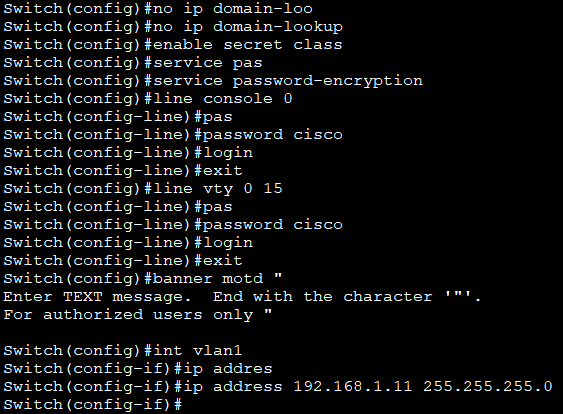 Switch(config)#no ip domain-loo
Switch(config)#no ip domain-lookup
Switch(config)#enable secret class
Switch(config)#service pas
Switch(config)#service password-encryption
Switch(config)#line console 0
Switch(config-line)#pas
Switch(config-line)#password cisco
Switch(config-line)#login
Switch(config-line)#exit
Switch(config)#line vty 0 15
Switch(config-line)#pas
Switch(config-line)#password cisco
Switch(config-line)#login
Switch(config-line)#exit
Switch(config)#banner motd "
Enter TEXT message.  End with the character '"'.
For authorized users only "
Switch(config)#int vlan1
Switch(config-if)#ip addres
Switch(config-if)#ip address 192.168.1.11 255.255.255.0
Switch(config-if)#